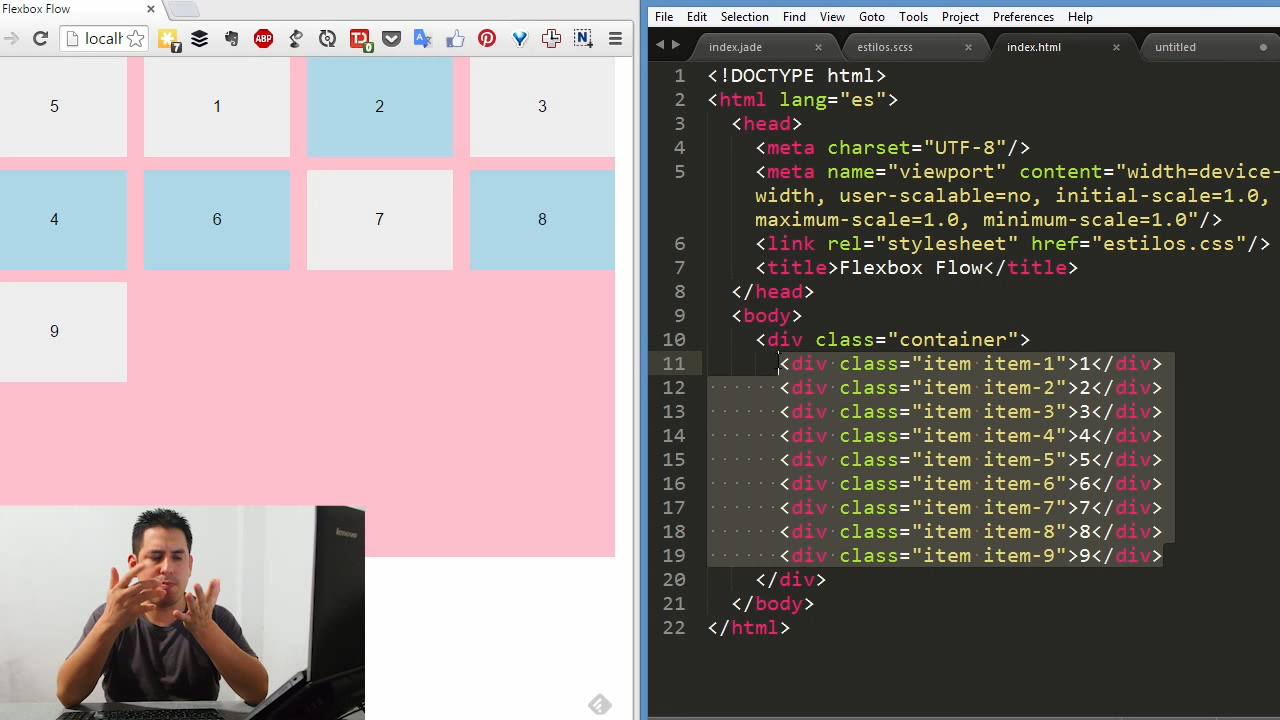 Flexbox Flow
localh
7
ABP
0
N
5 1 2 3
4 6 7 8
9
lenovo
File Edit Selection Find View Goto Tools Project Preferences Help
index.jade estilos.scss index.html untitled
1 <!DOCTYPE html>
2 <html lang="es">
3 <head>
4 <meta charset="UTF-8"/>
5 <meta name="viewport" content="width=device-
width, user-scalable=no, initial-scale=1.0,
maximum-scale=1.0, minimum-scale=1.0"/>
6 <link rel="stylesheet" href="estilos.css"/>
7 <title>Flexbox Flow</title>
8 </head>
9 <body>
10 <div class="container">
11 <div class="item item-1">1</div>
12 <div class="item item-2">2</div>
13 <div class="item item-3">3</div>
14 <div class="item item-4">4</div>
15 <div class="item item-5">5</div>
16 <div class="item item-6">6</div>
17 <div class="item item-7">7</div>
18 <div class="item item-8">8</div>
19 <div class="item item-9">9</div>
20 </div>
21 </body>
22 </html>